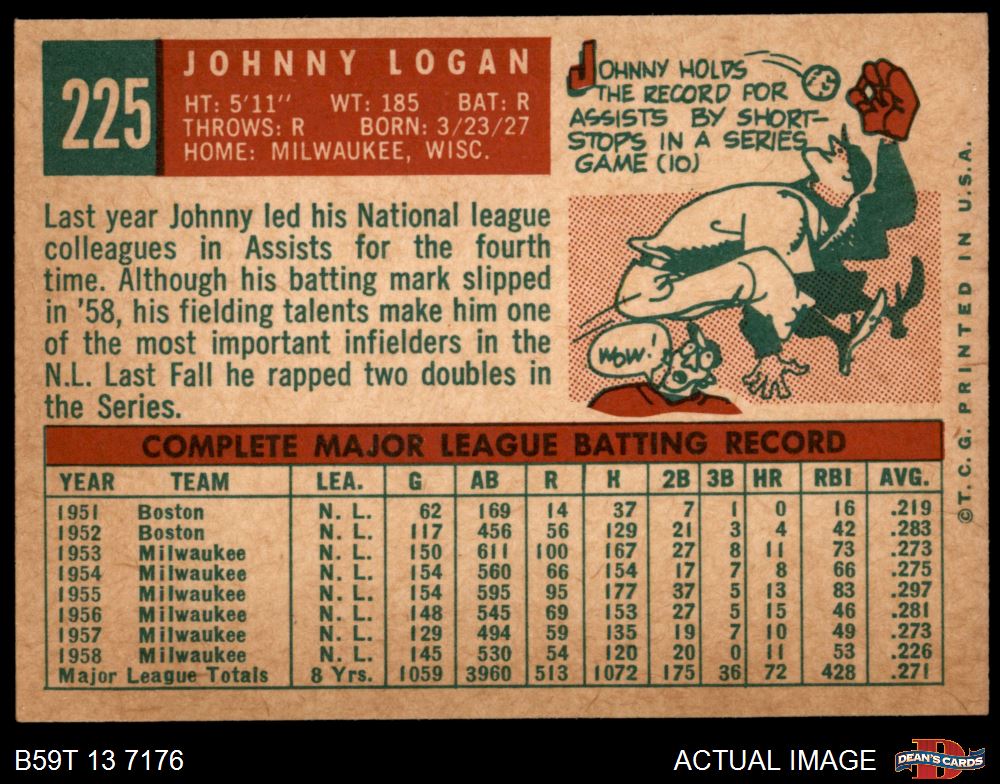 225
JOHNNY LOGAN
HT: 5'11" WT: 185 BAT: R
THROWS: R BORN: 3/23/27
HOME: MILWAUKEE, WISC.
JOHNNY HOLDS
THE RECORD FOR
ASSISTS BY SHORT-
STOPS IN A SERIES
GAME (10)
WOW!
Last year Johnny led his National league
colleagues in Assists for the fourth
time. Although his batting mark slipped
in '58, his fielding talents make him one
of the most important infielders in the
N.L. Last Fall he rapped two doubles in
the Series.
©T. C. G. PRINTED IN U.S.A.
COMPLETE MAJOR LEAGUE BATTING RECORD
YEAR TEAM LEA. G AB R H 2B 3B HR RBI AVG.
1951 Boston N. L. 62 169 14 37 7 1 0 16 .219
1952 Boston N. L. 117 456 56 129 21 3 4 42 .283
1953 Milwaukee N. L. 150 611 100 167 27 8 11 73 .273
1954 Milwaukee N. L. 154 560 66 154 17 7 8 66 .275
1955 Milwaukee N. L. 154 595 95 177 37 5 13 83 .297
1956 Milwaukee N. L. 148 545 69 153 27 5 15 46 .281
1957 Milwaukee N. L. 129 494 59 135 19 7 10 49 .273
1958 Milwaukee N. L. 145 530 54 120 20 0 11 53 .226
Major League Totals 8 Yrs. 1059 3960 513 1072 175 36 72 428 .271
B59T 13 7176
ACTUAL IMAGE
D
DEAN'S CARDS